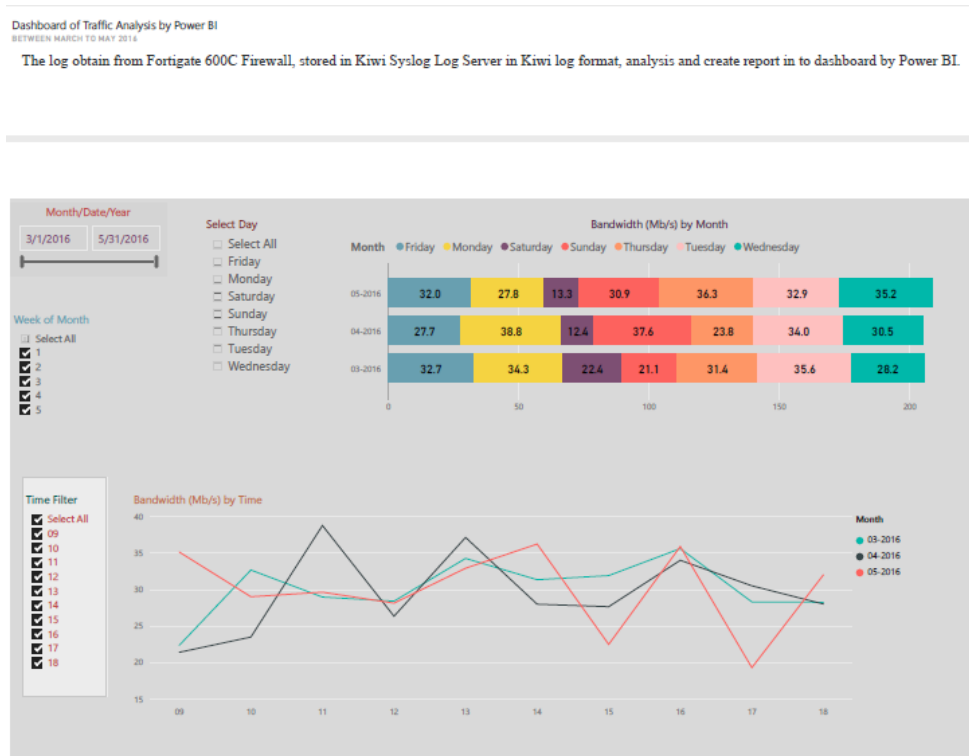 Dashboard of Traffic Analysis by Power BI
BETWEEN MARCH TO MAY 2016
The log obtain from Fortigate 600C Firewall, stored in Kiwi Syslog Log Server in Kiwi log format, analysis and create report in to dashboard by Power BI.
Month/Date/Year
3/1/2016 5/31/2016
Week of Month
Select All
1
2
3
4
5
Select Day
Select All
Friday
Monday
Saturday
Sunday
Thursday
Tuesday
Wednesday
Bandwidth (Mb/s) by Month
Month Friday Monday Saturday Sunday Thursday Tuesday Wednesday
05-2016 32.0 27.8 13.3 30.9 36.3 32.9 35.2
04-2016 27.7 38.8 12.4 37.6 23.8 34.0 30.5
03-2016 32.7 34.3 22.4 21.1 31.4 35.6 28.2
0 50 100 150 200
Time Filter
Select All
09
10
11
12
13
14
15
16
17
18
Bandwidth (Mb/s) by Time
40
35
30
25
20
15
09 10 11 12 13 14 15 16 17 18
Month
03-2016
04-2016
05-2016